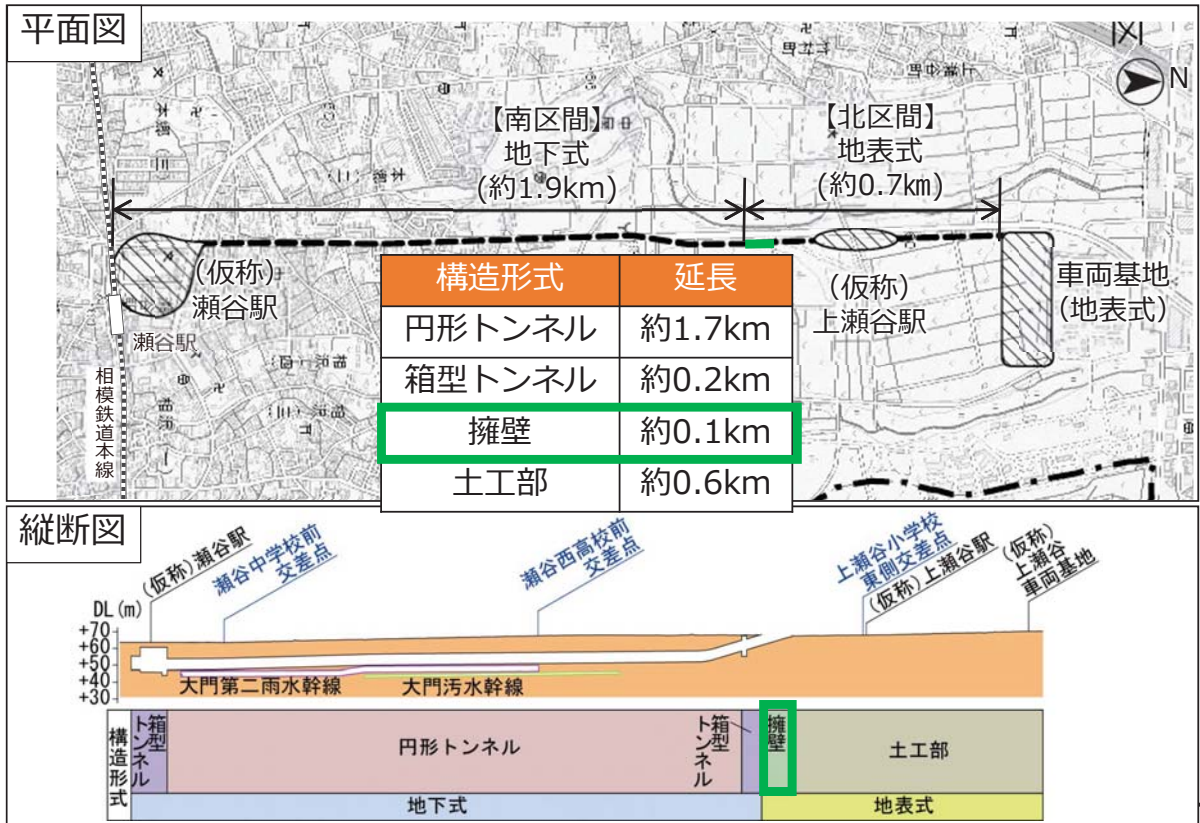 平面図
N
【南区間】
地下式
(約1.9km)
【北区間】
地表式
(約0.7㎞)
(仮称)
瀬谷駅
瀬谷駅
相模鉄道本線
(仮称)
上瀬谷駅
車両基地
(地表式)
構造形式 延長
円形トンネル 約1.7km
箱型トンネル 約0.2km
擁壁 約0.1km
土工部 約0.6km
縦断図
(仮称)瀬谷駅
瀬谷中学校前
交差点
瀬谷西高校前
交差点
上瀬谷小学校
東側交差点
(仮称)上瀬谷駅
(仮称)
上瀬谷
車両基地
DL(m)
+70
+60
+50
+40
+30
大門第二雨水幹線
大門汚水幹線
構造形式
箱型
トンネル
円形トンネル
箱型
トンネル
擁壁
土工部
地下式
地表式